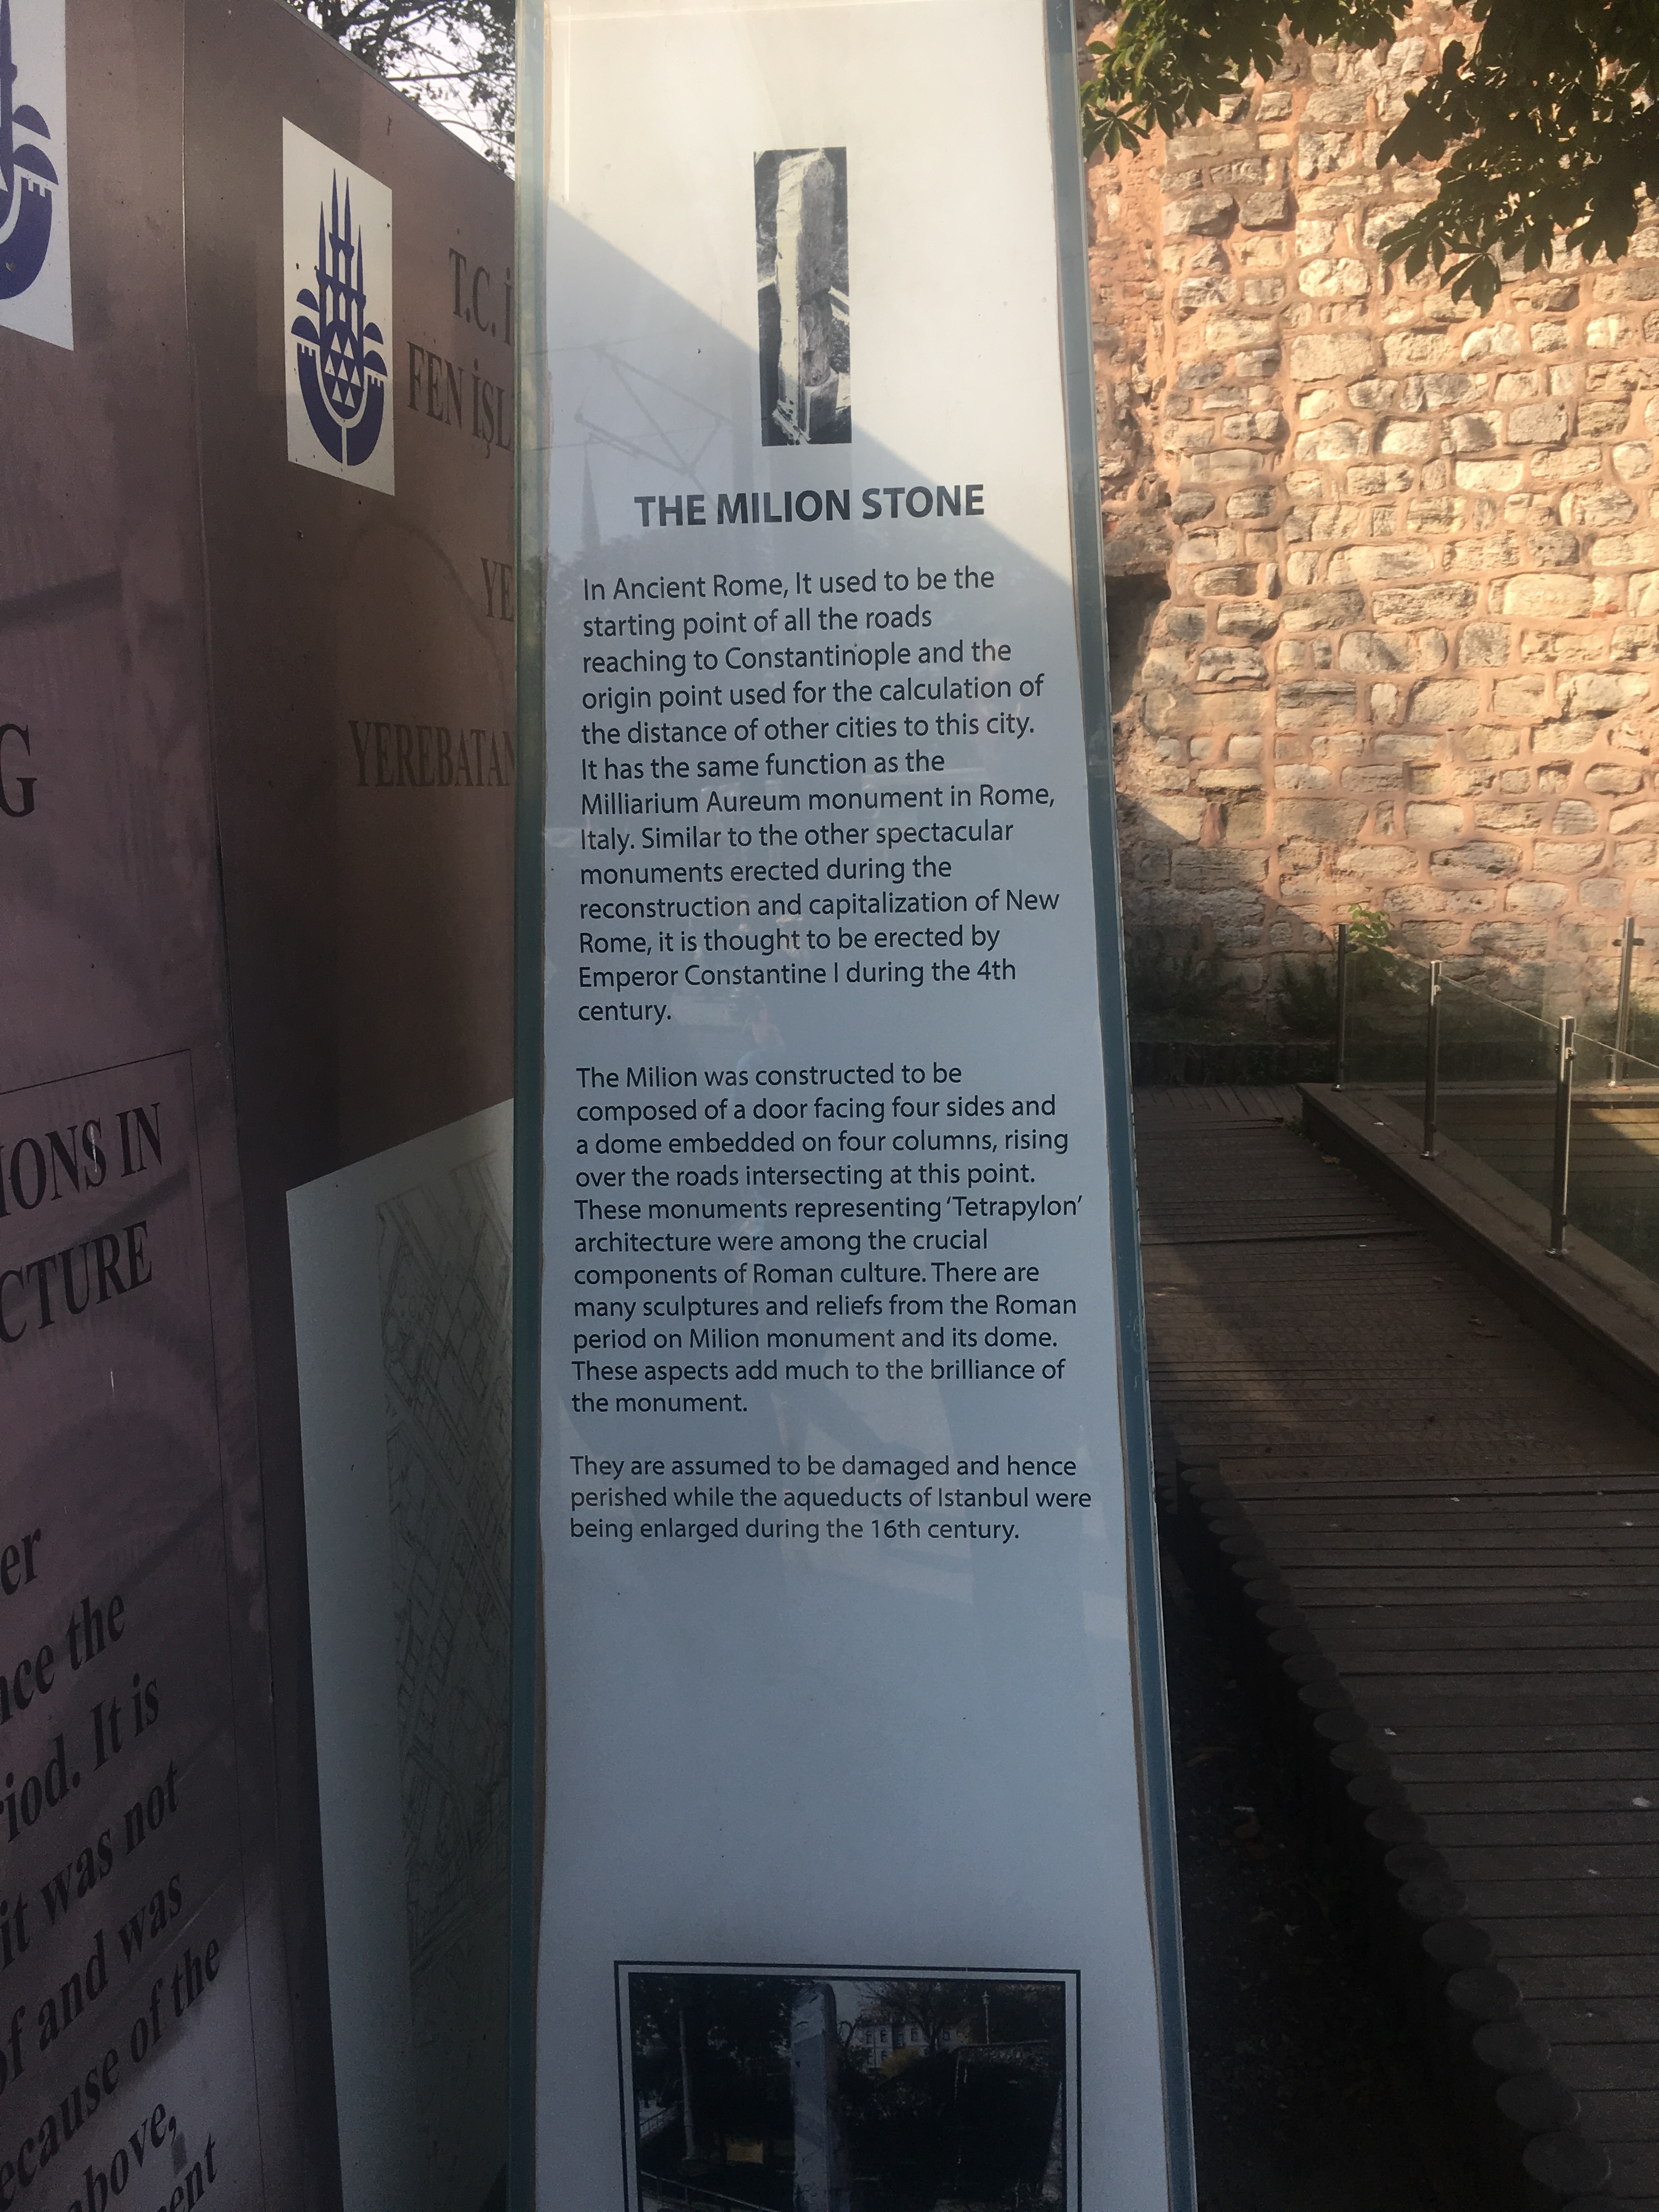 T.C. İ
FEN İŞL
YE
YEREBATAN
G
IONS IN
CTURE
er
nce the
riod. It is
it was not
of and was
ecause of the
above,
ent
THE MILION STONE
In Ancient Rome, It used to be the
starting point of all the roads
reaching to Constantinople and the
origin point used for the calculation of
the distance of other cities to this city.
It has the same function as the
Milliarium Aureum monument in Rome,
Italy. Similar to the other spectacular
monuments erected during the
reconstruction and capitalization of New
Rome, it is thought to be erected by
Emperor Constantine I during the 4th
century.
The Milion was constructed to be
composed of a door facing four sides and
a dome embedded on four columns, rising
over the roads intersecting at this point.
These monuments representing ‘Tetrapylon’
architecture were among the crucial
components of Roman culture. There are
many sculptures and reliefs from the Roman
period on Milion monument and its dome.
These aspects add much to the brilliance of
the monument.
They are assumed to be damaged and hence
perished while the aqueducts of Istanbul were
being enlarged during the 16th century.